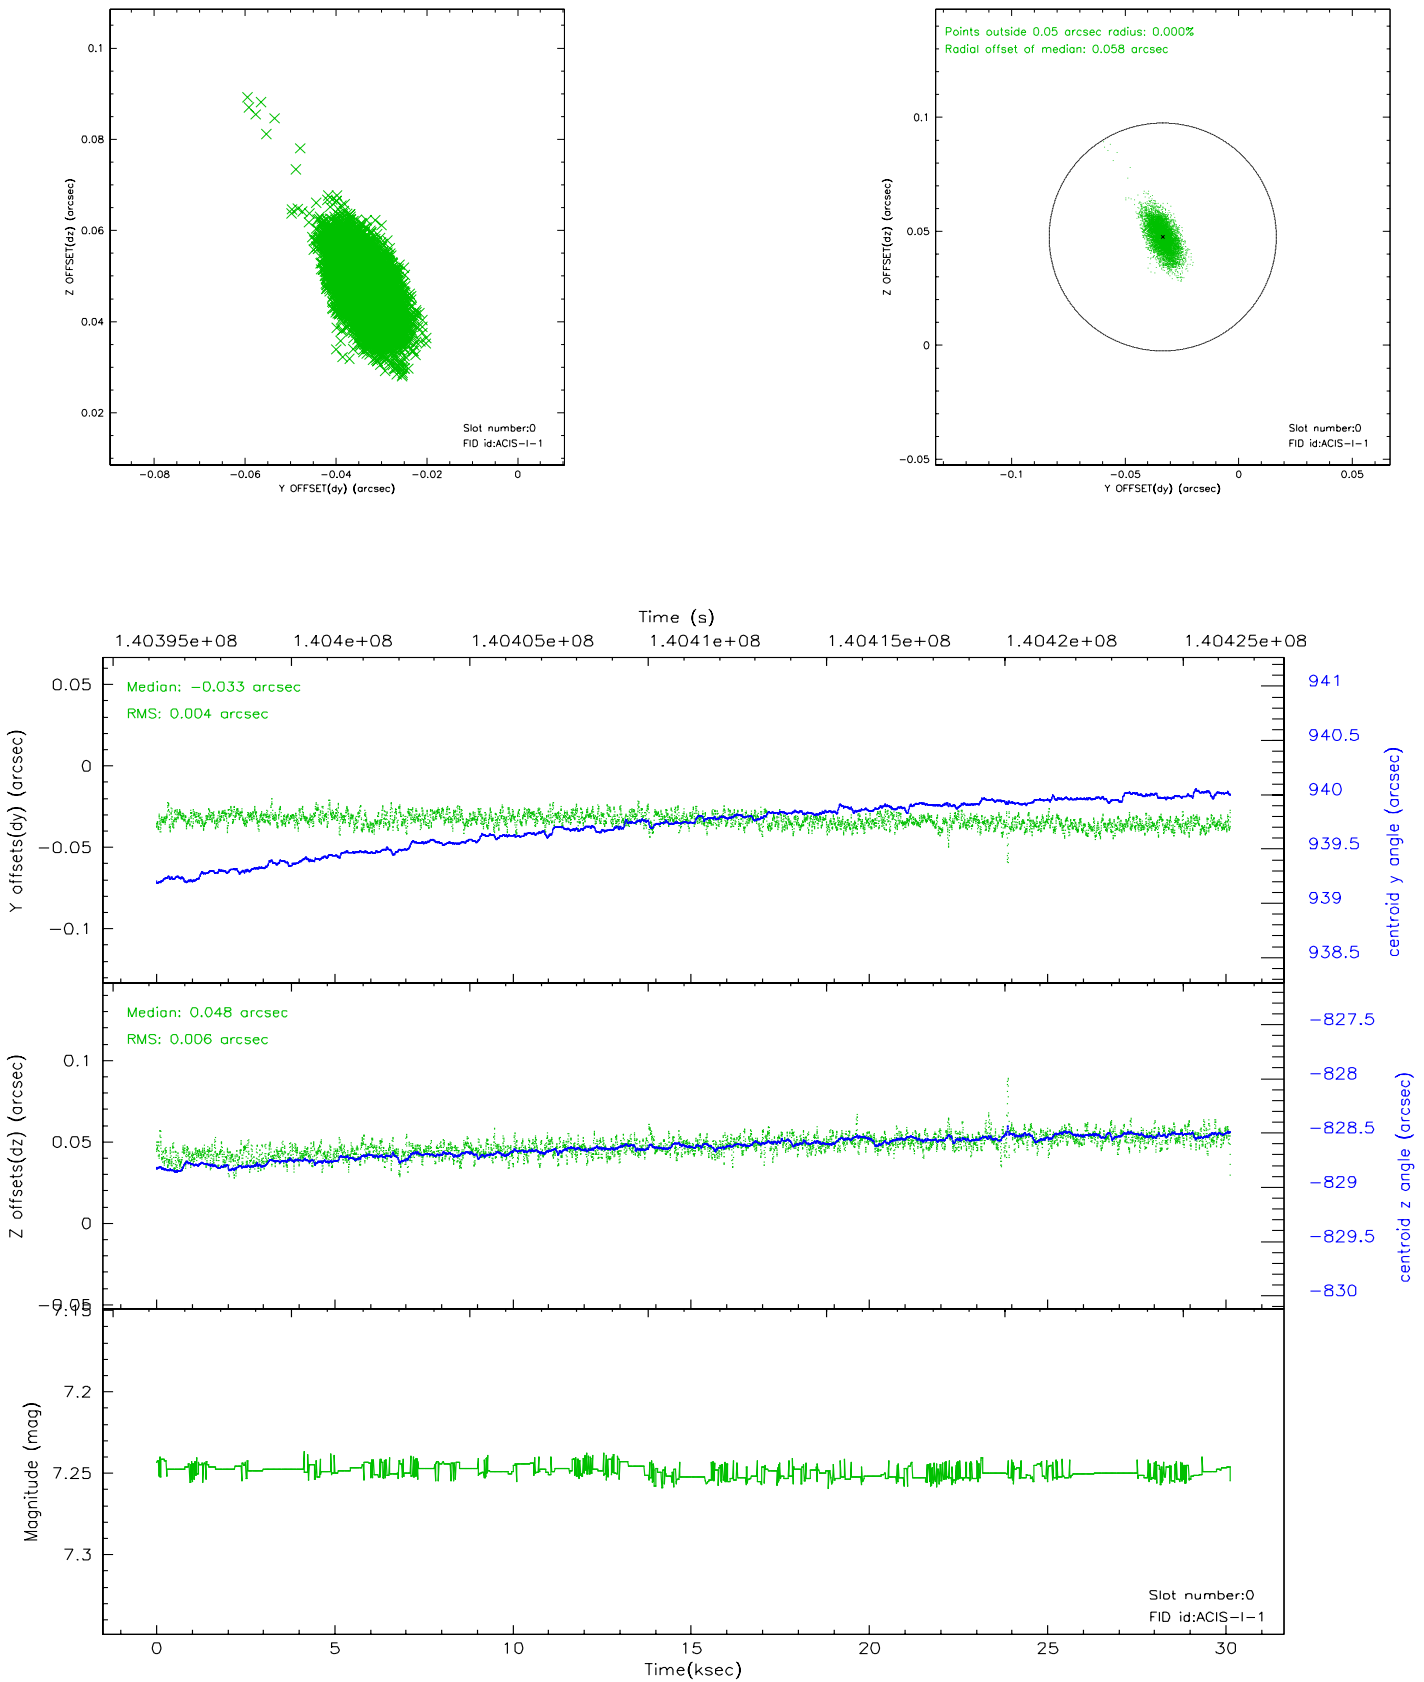 0.1
0.08
0.06
0.04
0.02
Z OFFSET(dz) (arcsec)
Slot number:0
FID id:ACIS-I-1
-0.08
-0.06
-0.04
-0.02
0
Y OFFSET(dy) (arcsec)
Points outside 0.05 arcsec radius: 0.000%
Radial offset of median: 0.058 arcsec
0.1
0.05
0
-0.05
Z OFFSET(dz) (arcsec)
Slot number:0
FID id:ACIS-I-1
-0.1
-0.05
0
0.05
Y OFFSET(dy) (arcsec)
Time (s)
1.40395e+08
1.404e+08
1.40405e+08
1.4041e+08
1.40415e+08
1.4042e+08
1.40425e+08
Median: -0.033 arcsec
RMS: 0.004 arcsec
0.05
0
-0.05
-0.1
Y offsets(dy) (arcsec)
941
940.5
940
939.5
939
938.5
centroid y angle (arcsec)
Median: 0.048 arcsec
RMS: 0.006 arcsec
0.1
0.05
0
-0.05
Z offsets(dz) (arcsec)
-827.5
-828
-828.5
-829
-829.5
-830
centroid z angle (arcsec)
7.15
7.2
7.25
7.3
Magnitude (mag)
Slot number:0
FID id:ACIS-I-1
0
5
10
15
20
25
30
Time(ksec)